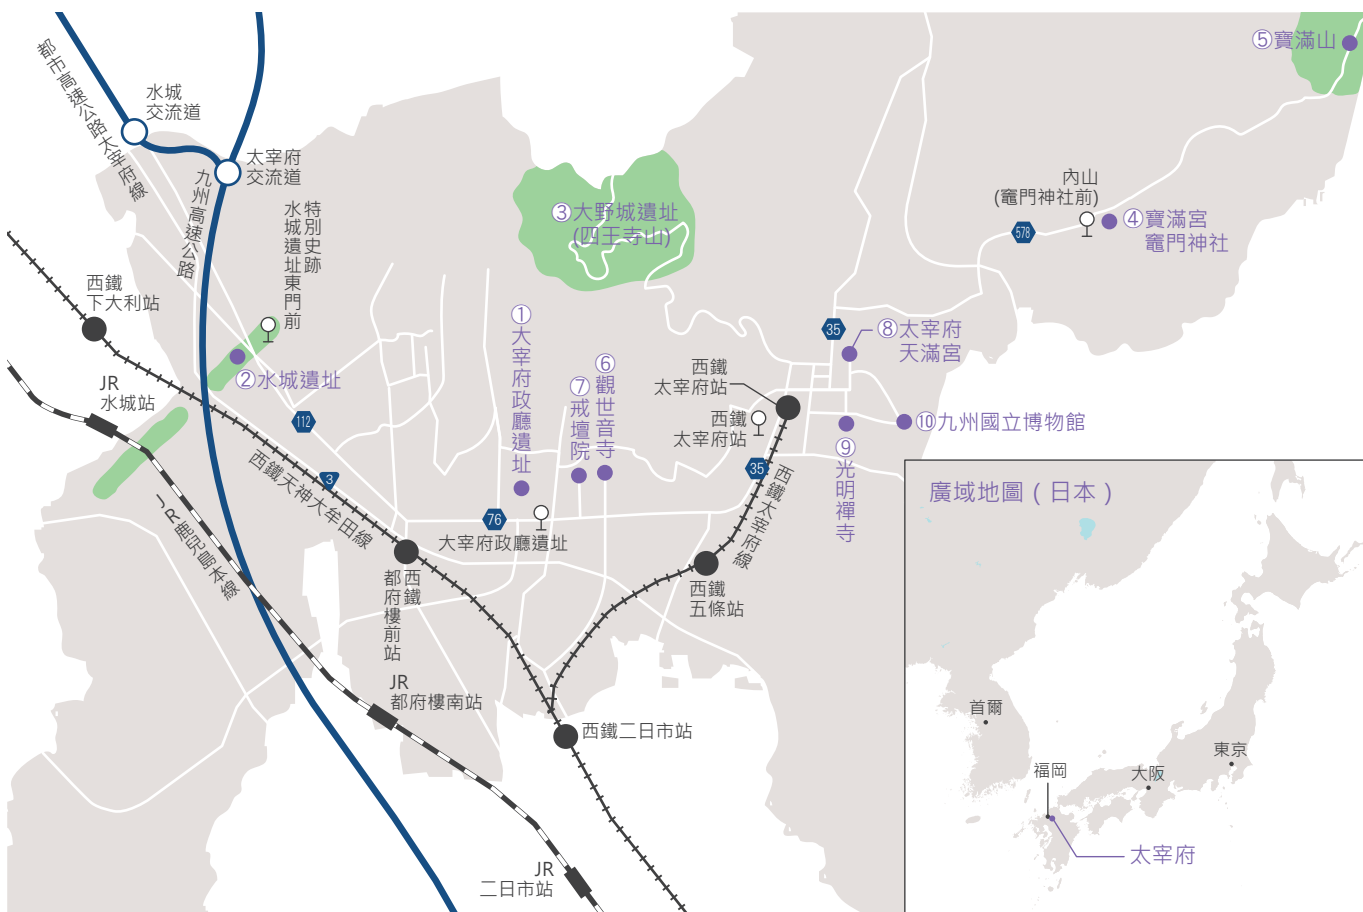 ⑤寶滿山
水城
交流道
都市高速公路太宰府線
太宰府
交流道
九州高速公路
特別史跡
水城遺址東門前
內山
(竈門神社前)
③大野城遺址
(四王寺山)
④寶滿宮
竈門神社
578
西鐵
下大利站
①大宰府政廳遺址
35
⑧太宰府
天滿宮
⑥觀世音寺
⑦戒壇院
西鐵
太宰府站
②水城遺址
JR
水城站
112
西鐵
太宰府站
⑩九州國立博物館
⑨光明禪寺
35
西鐵太宰府線
3
西鐵天神大牟田線
76
大宰府政廳遺址
JR鹿兒島本線
西鐵
都府樓前站
西鐵
五條站
JR
都府樓南站
西鐵二日市站
JR
二日市站
廣域地圖(日本)
首爾
東京
福岡
大阪
太宰府